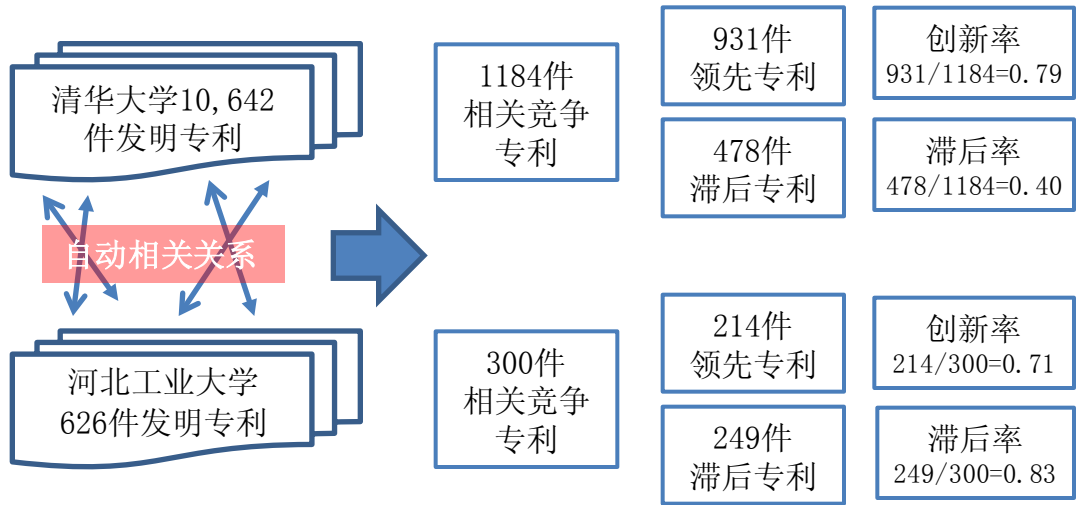 清华大学10,642
件发明专利
自动相关关系
河北工业大学
626件发明专利
1184件
相关竞争
专利
931件
领先专利
创新率
931/1184=0.79
478件
滞后专利
滞后率
478/1184=0.40
300件
相关竞争
专利
214件
领先专利
创新率
214/300=0.71
249件
滞后专利
滞后率
249/300=0.83